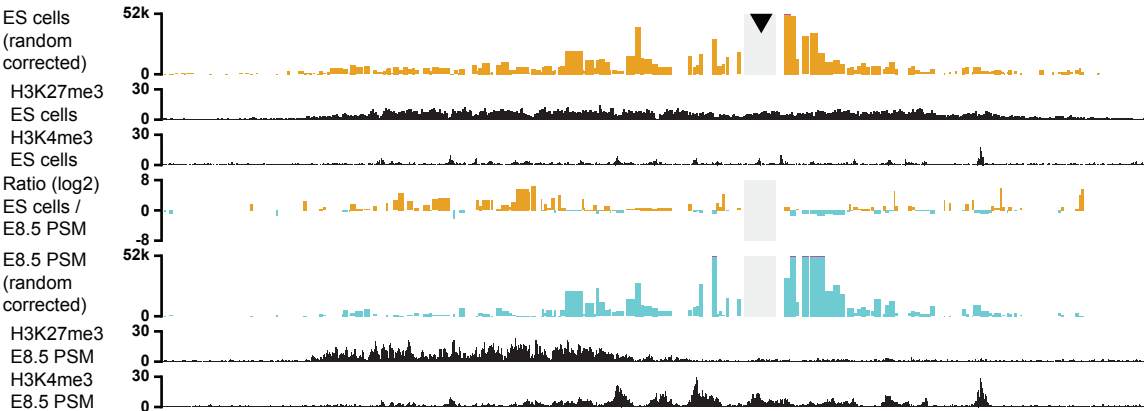 ES cells
(random
corrected)
52k
0
H3K27me3
ES cells
30
0
H3K4me3
ES cells
30
0
Ratio (log2)
ES cells /
E8.5 PSM
8
0
-8
E8.5 PSM
(random
corrected)
52k
0
H3K27me3
E8.5 PSM
30
0
H3K4me3
E8.5 PSM
30
0